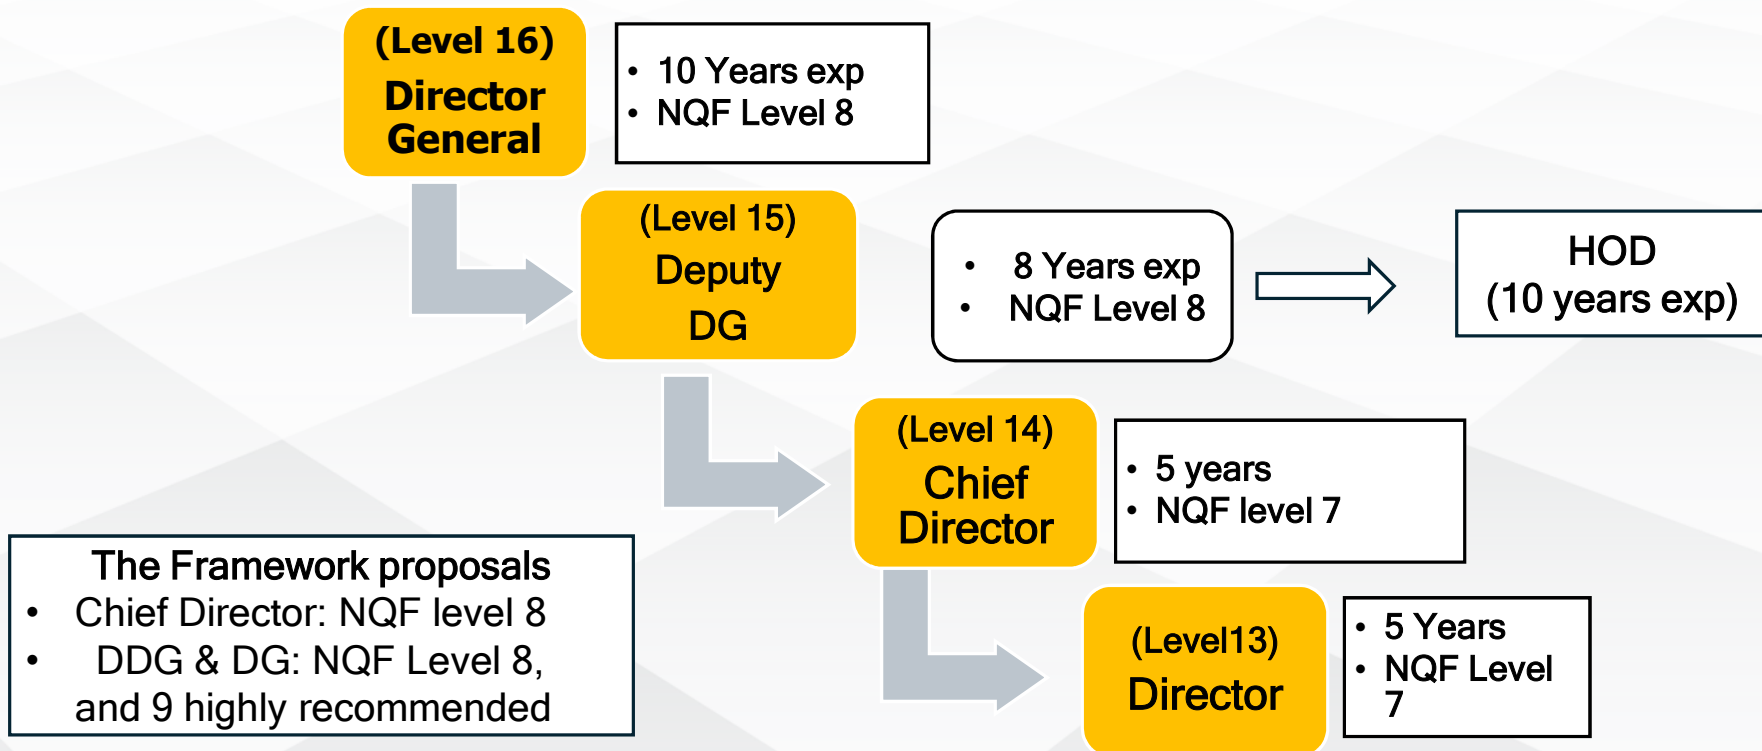 (Level 16)
Director
General
• 10 Years exp
• NQF Level 8
(Level 15)
Deputy
DG
• 8 Years exp
• NQF Level 8
HOD
(10 years exp)
(Level 14)
Chief
Director
• 5 years
• NQF level 7
The Framework proposals
• Chief Director: NQF level 8
• DDG & DG: NQF Level 8,
and 9 highly recommended
(Level13)
Director
• 5 Years
• NQF Level
7